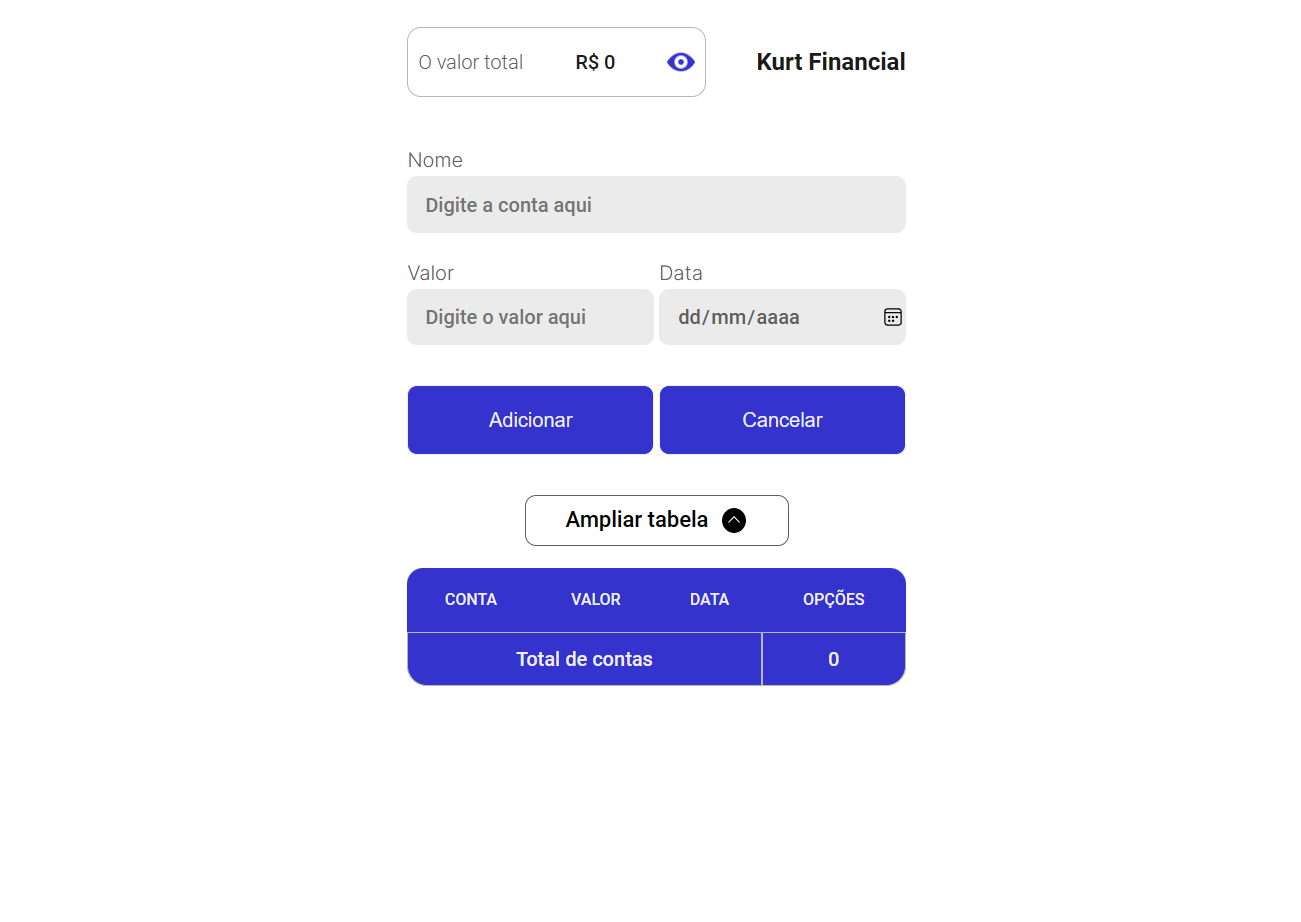 O valor total R$ 0 Kurt Financial
Nome
Digite a conta aqui
Valor Data
Digite o valor aqui dd/mm/aaaa
Adicionar Cancelar
Ampliar tabela
CONTA VALOR DATA OPÇÕES
Total de contas 0